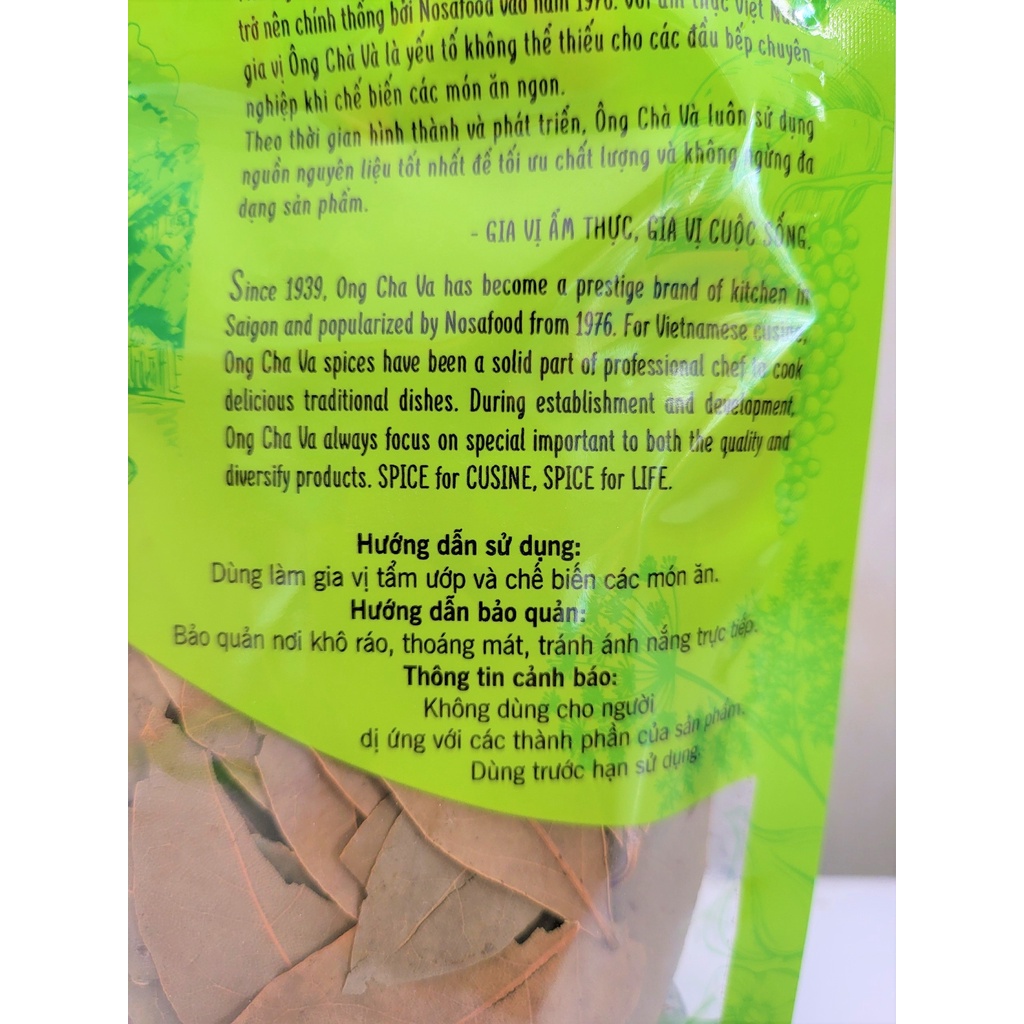 trở nên chính thống bởi Nosafood vào năm 1976. Với ẩm thực Việt
gia vị Ông Chà Và là yếu tố không thể thiếu cho các đầu bếp chuyên
nghiệp khi chế biến các món ăn ngon.
Theo thời gian hình thành và phát triển, Ông Chà Và luôn sử dụng
nguồn nguyên liệu tốt nhất để tối ưu chất lượng và không ngừng đa
dạng sản phẩm.
- GIA VỊ ẨM THỰC, GIA VỊ CUỘC SỐNG.
Since 1939, Ong Cha Va has become a prestige brand of kitchen in
Saigon and popularized by Nosafood from 1976. For Vietnamese cusine,
Ong Cha Va spices have been a solid part of professional chef to cook
delicious traditional dishes. During establishment and development,
Ong Cha Va always focus on special important to both the quality and
diversify products. SPICE for CUSINE, SPICE for LIFE.
Hướng dẫn sử dụng:
Dùng làm gia vị tẩm ướp và chế biến các món ăn.
Hướng dẫn bảo quản:
Bảo quản nơi khô ráo, thoáng mát, tránh ánh nắng trực tiếp.
Thông tin cảnh báo:
Không dùng cho người
dị ứng với các thành phần của sản phẩm.
Dùng trước hạn sử dụng.